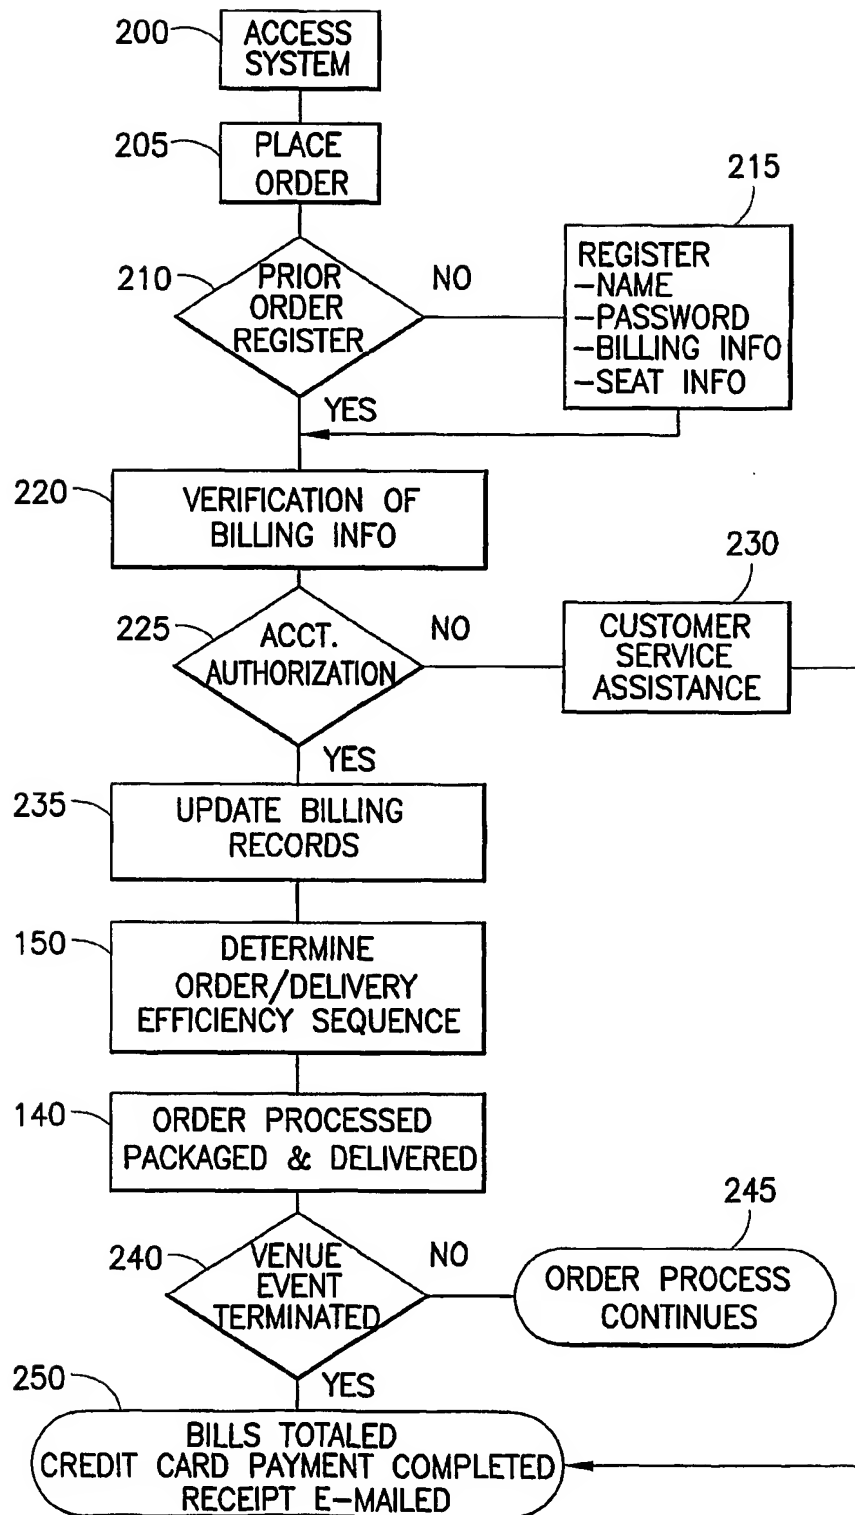 200
ACCESS
SYSTEM
205
PLACE
ORDER
215
210
PRIOR
ORDER
REGISTER
NO
REGISTER
-NAME
-PASSWORD
-BILLING INFO
-SEAT INFO
YES
220
VERIFICATION OF
BILLING INFO
230
225
ACCT.
AUTHORIZATION
NO
CUSTOMER
SERVICE
ASSISTANCE
YES
235
UPDATE BILLING
RECORDS
150
DETERMINE
ORDER/DELIVERY
EFFICIENCY SEQUENCE
140
ORDER PROCESSED
PACKAGED & DELIVERED
245
240
VENUE
EVENT
TERMINATED
NO
ORDER PROCESS
CONTINUES
YES
250
BILLS TOTALED
CREDIT CARD PAYMENT COMPLETED
RECEIPT E-MAILED